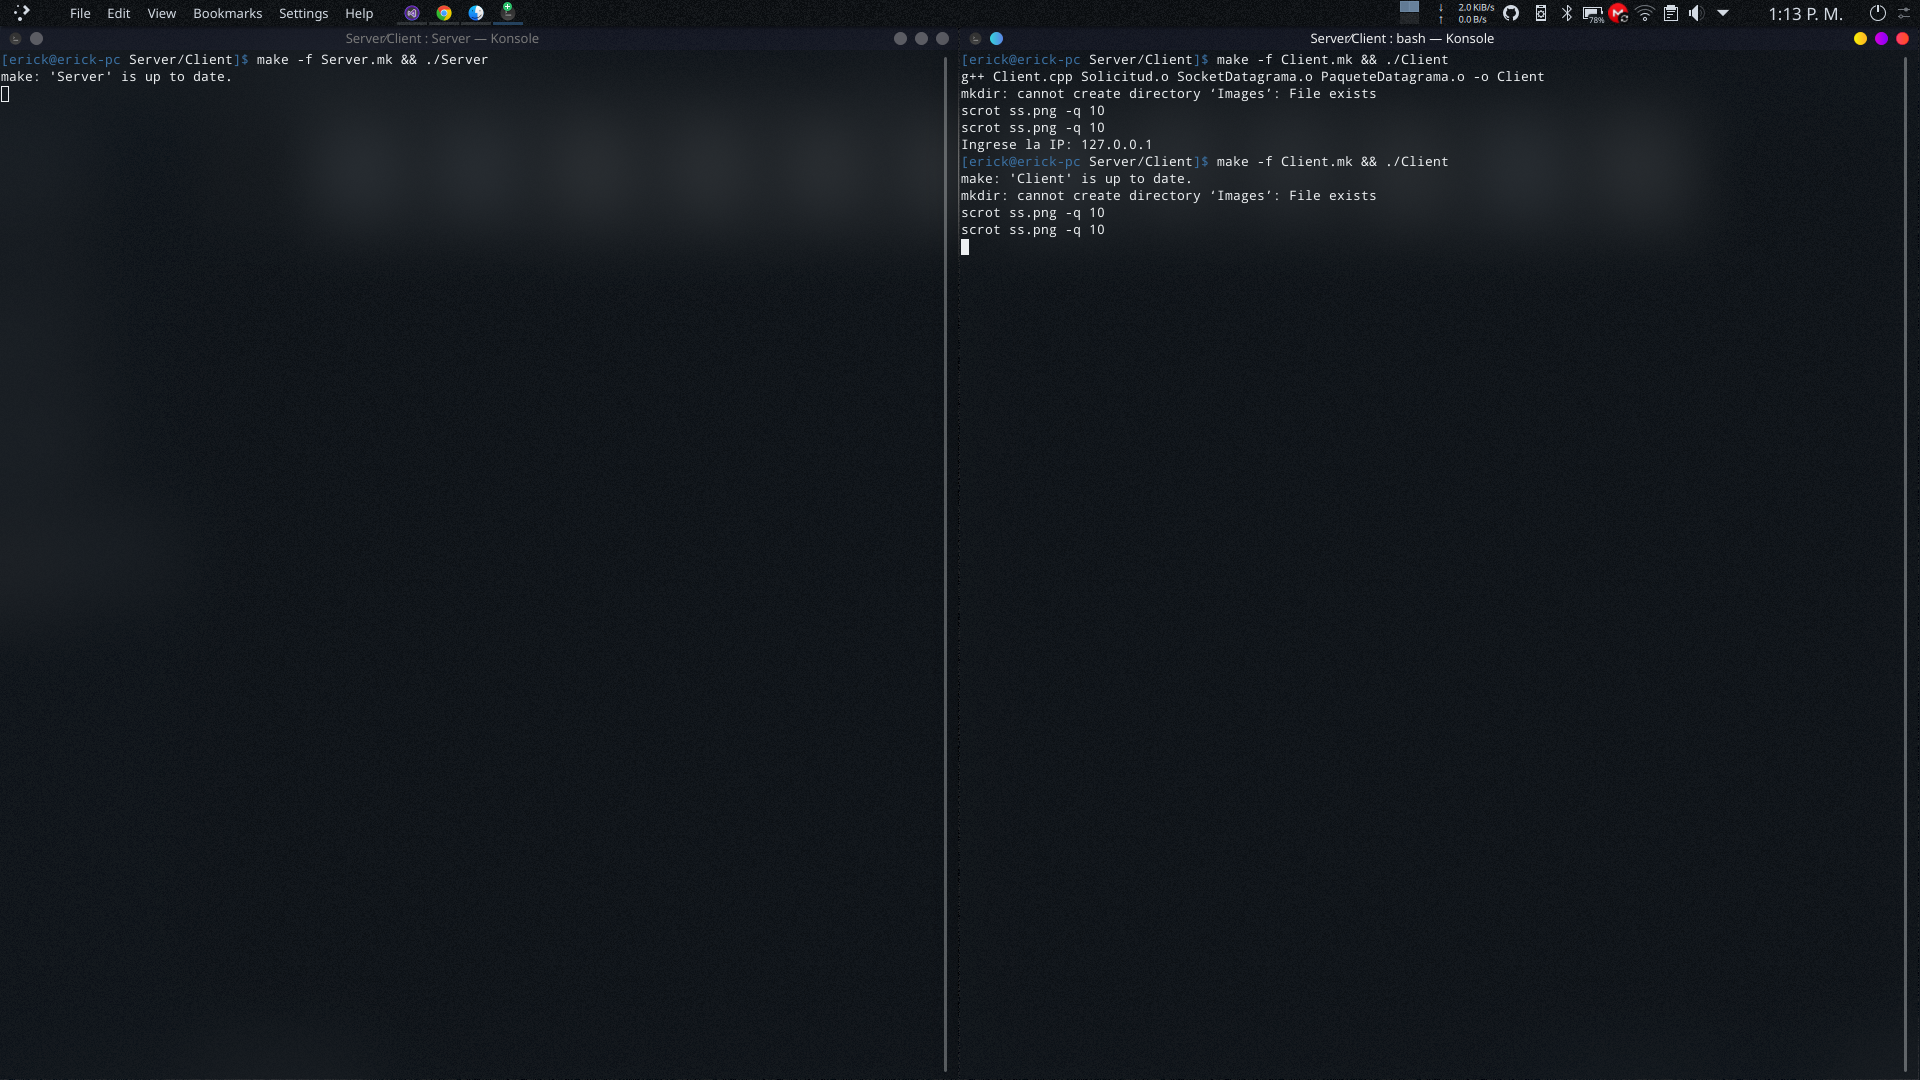 File Edit View Bookmarks Settings Help
2.0 KiB/s
0.0 B/s
78%
1:13 P. M.
Server/Client : Server — Konsole
[erick@erick-pc Server/Client]$ make -f Server.mk && ./Server
make: 'Server' is up to date.
Server/Client : bash — Konsole
[erick@erick-pc Server/Client]$ make -f Client.mk && ./Client
g++ Client.cpp Solicitud.o SocketDatagrama.o PaqueteDatagrama.o -o Client
mkdir: cannot create directory ‘Images’: File exists
scrot ss.png -q 10
scrot ss.png -q 10
Ingrese la IP: 127.0.0.1
[erick@erick-pc Server/Client]$ make -f Client.mk && ./Client
make: 'Client' is up to date.
mkdir: cannot create directory ‘Images’: File exists
scrot ss.png -q 10
scrot ss.png -q 10